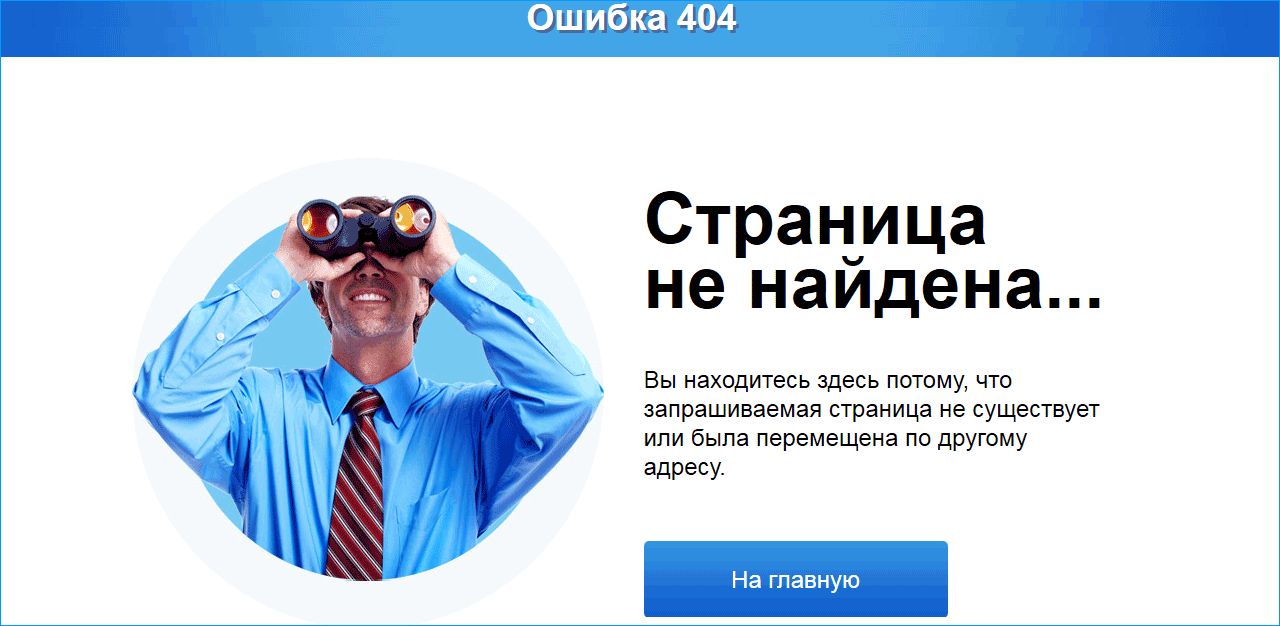 Ошибка 404
Страница
не найдена...
Вы находитесь здесь потому, что
запрашиваемая страница не существует
или была перемещена по другому
адресу.
На главную